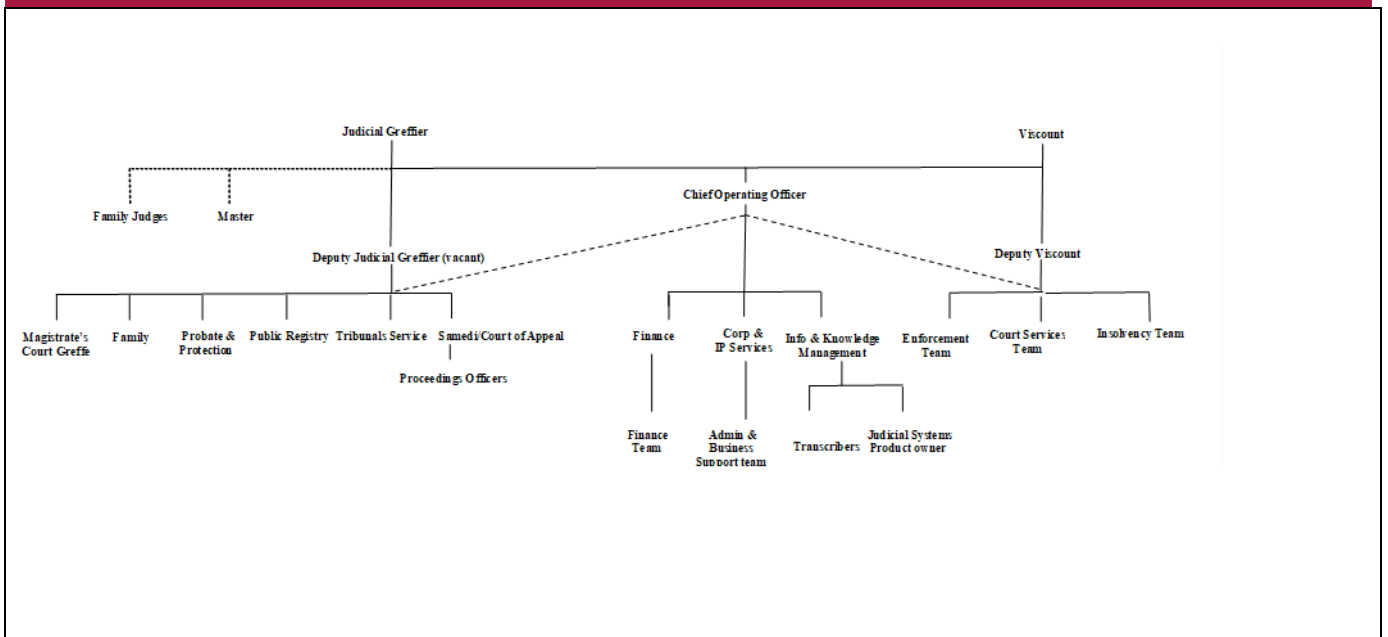 Judicial Greffier
Viscount
Chief Operating Officer
Family Judges
Master
Deputy Judicial Greffier (vacant)
Deputy Viscount
Magistrate's
Court Greffe
Family
Probate &
Protection
Public Registry
Tribunals Service
Samedi/Court of Appeal
Proceedings Officers
Finance
Corp &
IP Services
Info & Knowledge
Management
Enforcement
Team
Court Services
Team
Insolvency Team
Finance
Team
Admin &
Business
Support team
Transcribers
Judicial Systems
Product owner